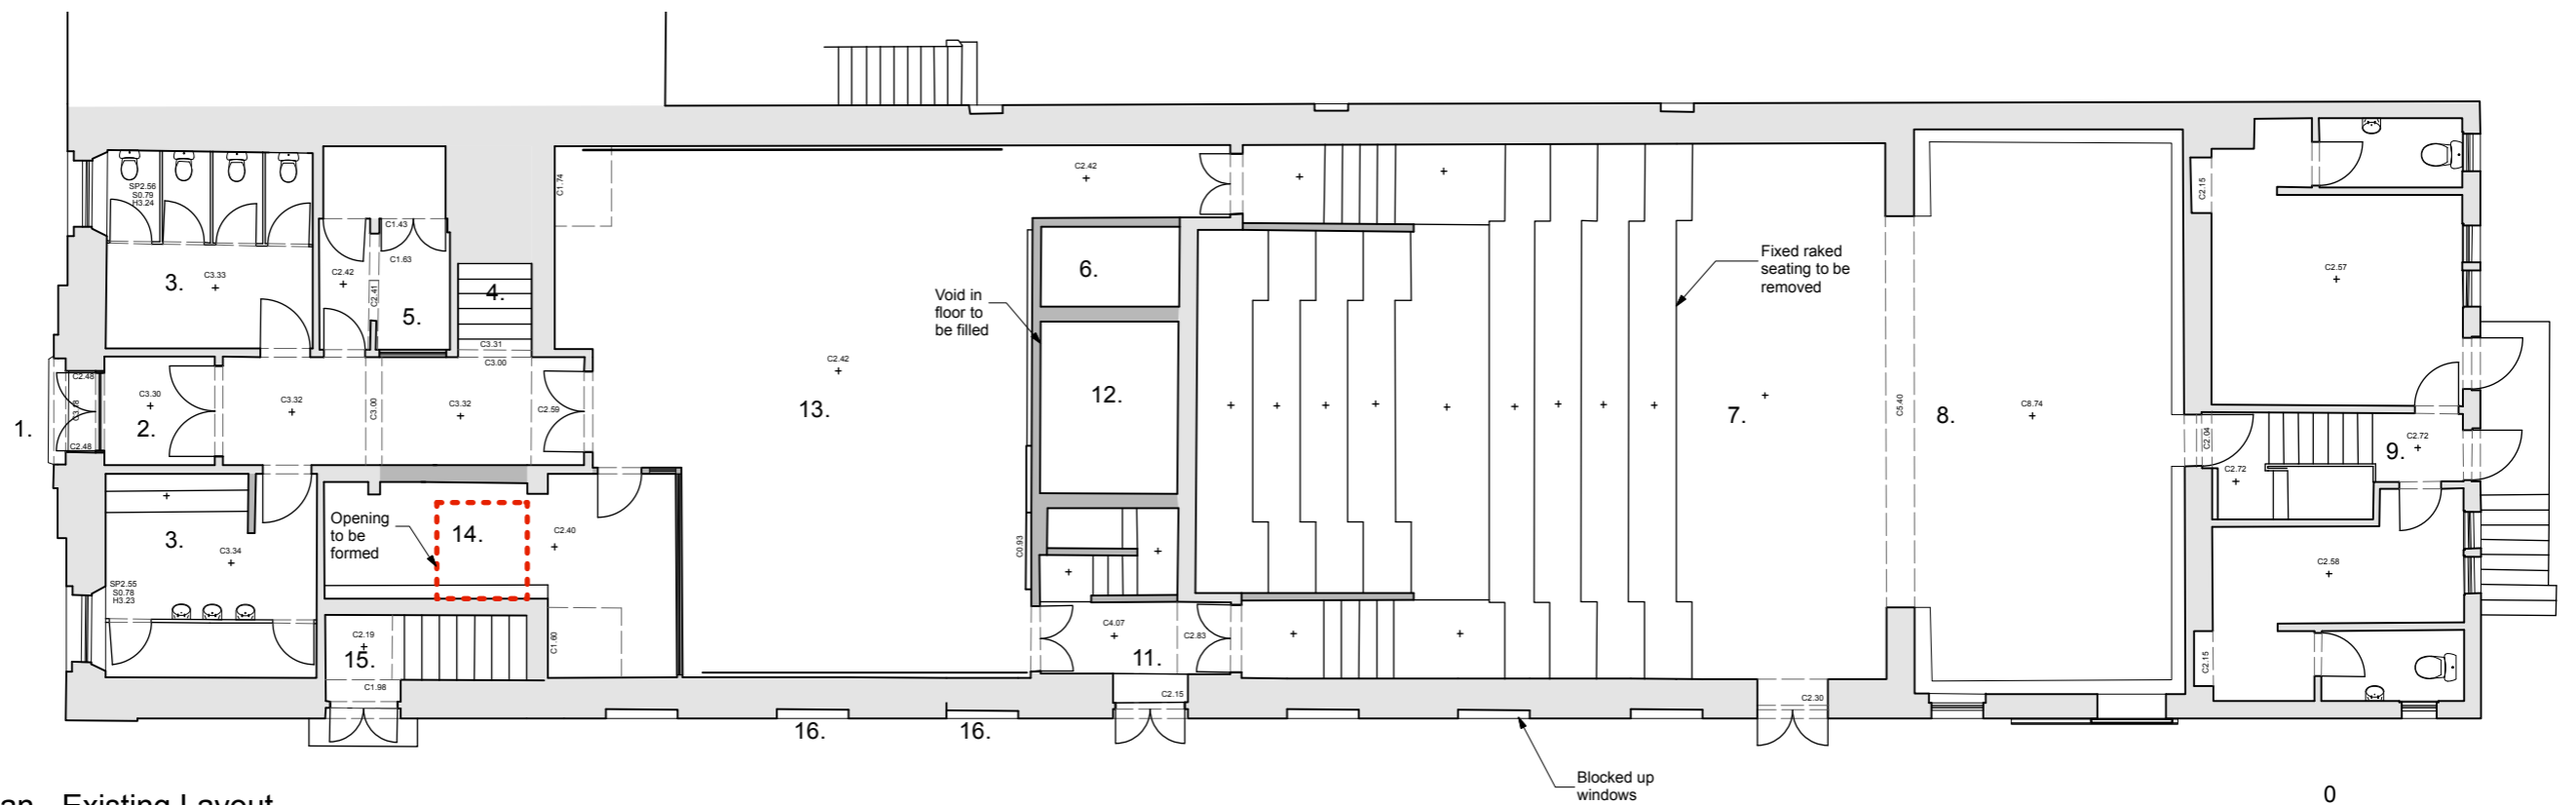 C2.42
C1.74
SP2.56
S0.79
H3.24
C2.15
C1.43
C1.63
C2.42
C2.41
3.
C3.33
4.
5.
6.
Void in
floor to
be filled
Fixed raked
seating to be
removed
C2.57
C3.31
C3.00
C2.42
C2.48
C3.30
C3.32
C3.00
C3.32
C2.59
13.
12.
7.
C5.40
8.
C8.74
1.
2.
C2.48
C2.04
9.
C2.72
C2.72
Opening
to be
formed
14.
C2.40
3.
C3.34
C0.93
C2.58
SP2.55
S0.78
H3.23
C2.19
15.
C1.60
C4.07
C2.83
11.
C2.15
C1.98
C2.15
C2.30
16.
16.
Blocked up
windows
an - Existing Layout
0